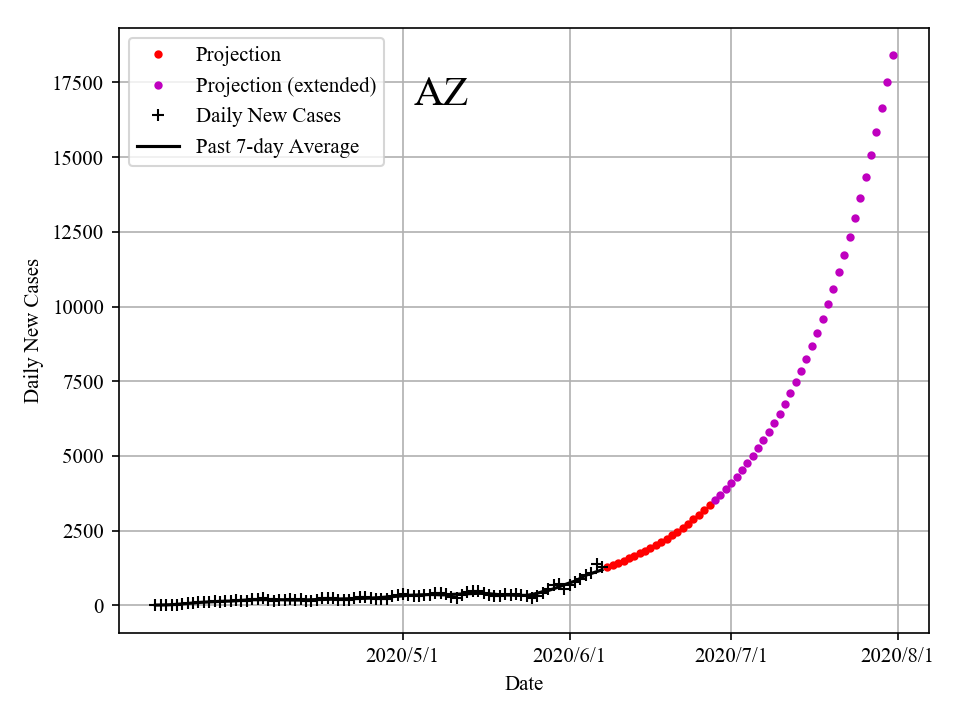 Projection
Projection (extended)
Daily New Cases
Past 7-day Average
AZ
17500
15000
12500
10000
7500
5000
2500
0
Daily New Cases
2020/5/1
2020/6/1
2020/7/1
2020/8/1
Date